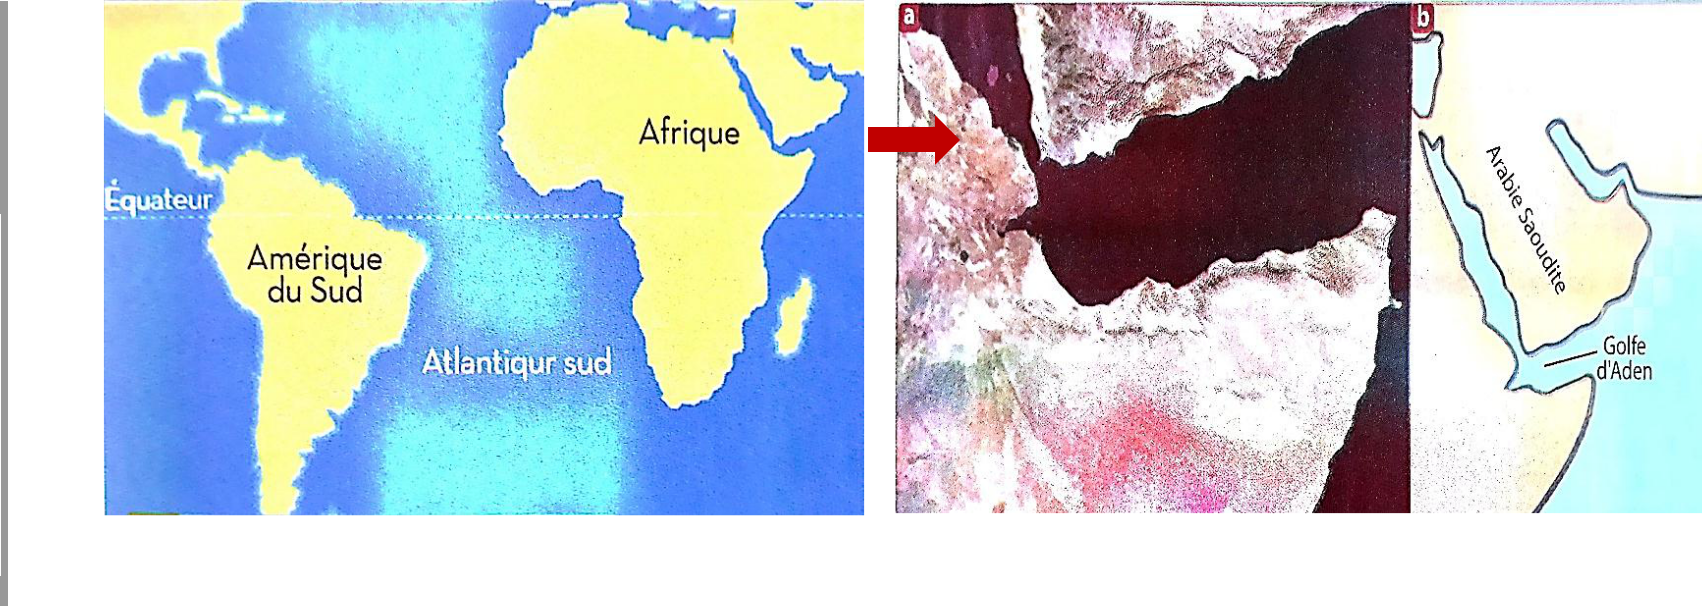 Afrique
Équateur
Amérique
du Sud
Atlantiqur sud
a
b
Arabie Saoudite
Golfe
d'Aden